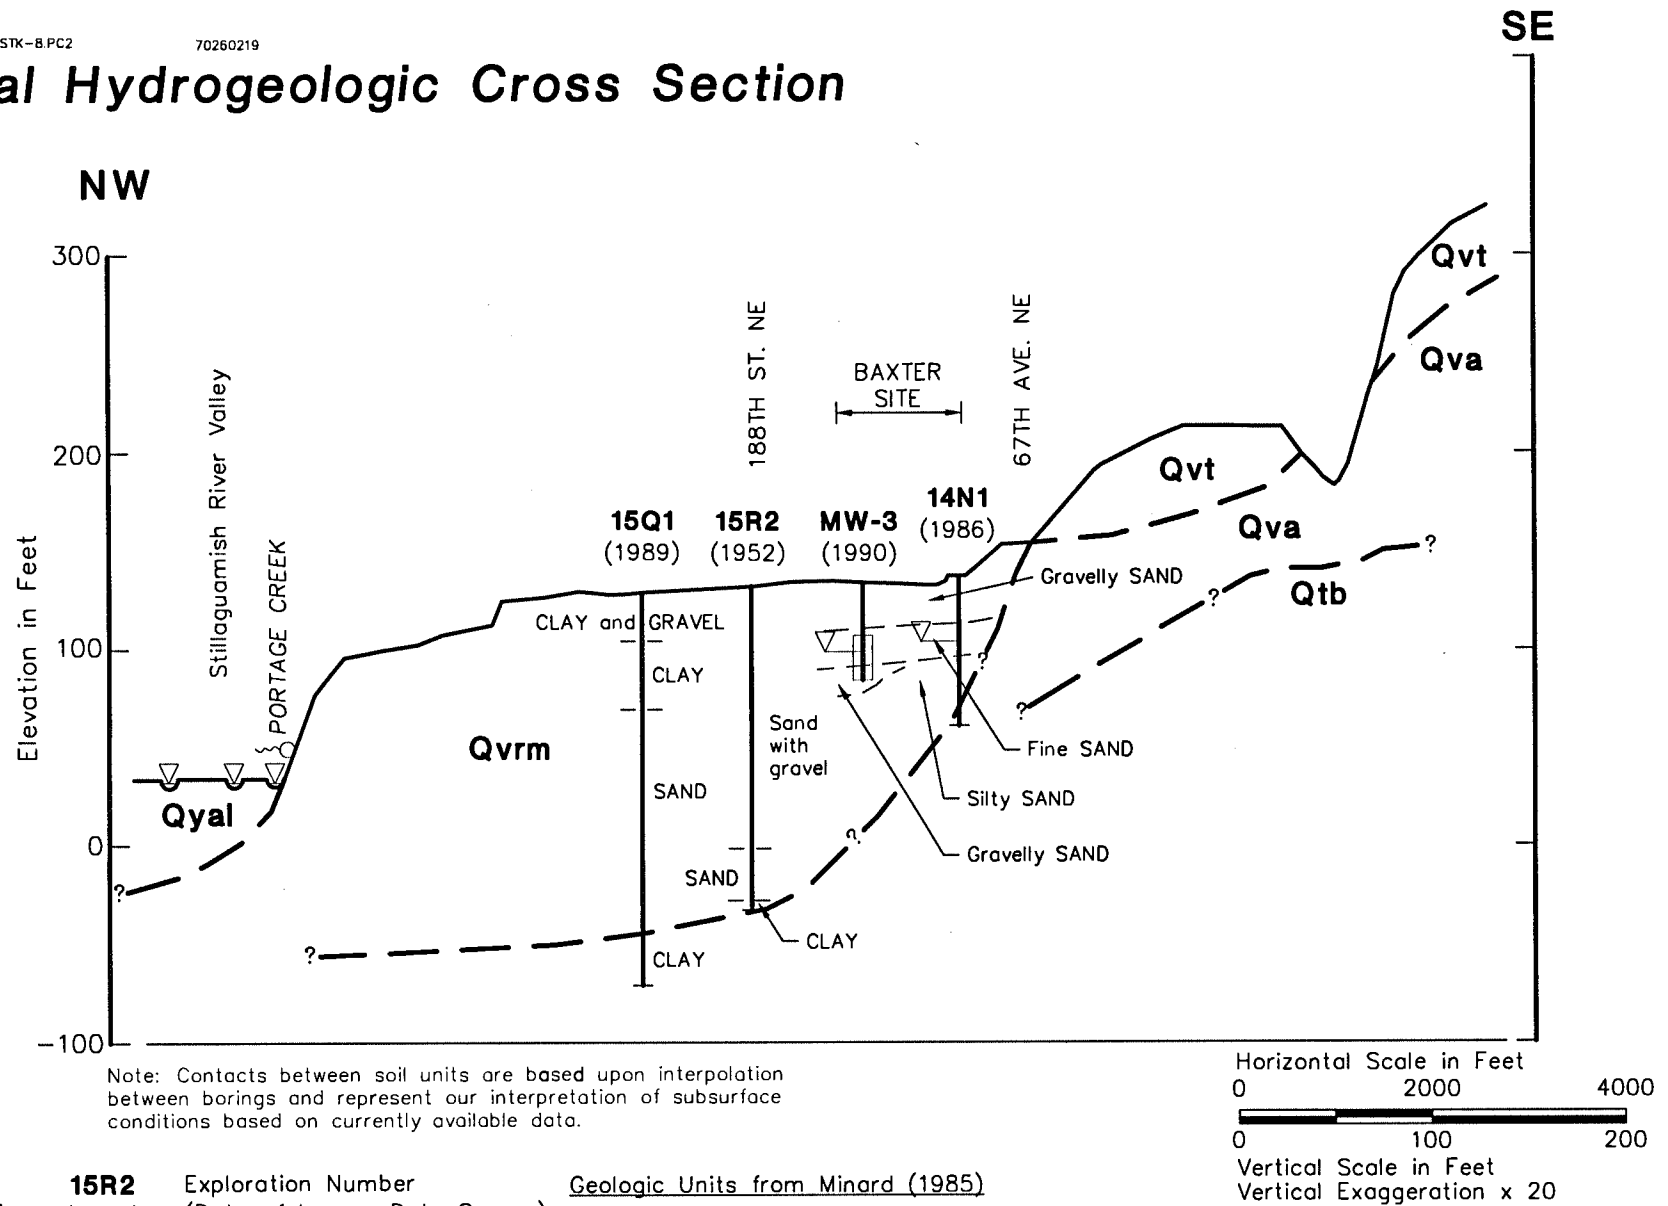 STK-8.PC2 70260219
al Hydrogeologic Cross Section
SE
NW
300
200
100
0
-100
Elevation in Feet
Stillaguamish River Valley
PORTAGE CREEK
188TH ST. NE
BAXTER
SITE
67TH AVE. NE
15Q1
(1989)
15R2
(1952)
MW-3
(1990)
14N1
(1986)
Qvt
Qva
Qvt
Qva
Qtb
Gravelly SAND
CLAY and GRAVEL
CLAY
Qvrm
Sand
with
gravel
Fine SAND
SAND
Silty SAND
Qyal
Gravelly SAND
SAND
CLAY
CLAY
?
?
?
?
?
?
?
Note: Contacts between soil units are based upon interpolation
between borings and represent our interpretation of subsurface
conditions based on currently available data.
Horizontal Scale in Feet
0 2000 4000
0 100 200
Vertical Scale in Feet
Vertical Exaggeration x 20
15R2 Exploration Number
Geologic Units from Minard (1985)